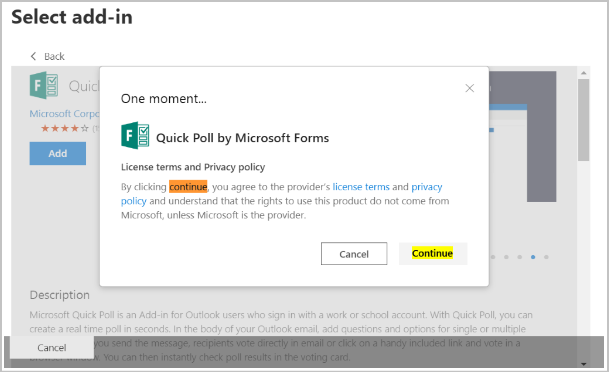 Select add-in
Back
Quic
One moment...
Microsoft Corpo
Add
Quick Poll by Microsoft Forms
License terms and Privacy policy
By clicking continue, you agree to the provider's license terms and privacy
policy and understand that the rights to use this product do not come from
Microsoft, unless Microsoft is the provider.
Cancel
Continue
Description
Microsoft Quick Poll is an Add-in for Outlook users who sign in with a work or school account. With Quick Poll, you can
create a real time poll in seconds. In the body of your Outlook email, add questions and options for single or multiple
you send the message, recipients vote directly in email or click on a handy included link and vote in a
Cancel
browser window. You can then instantly check poll results in the voting card.